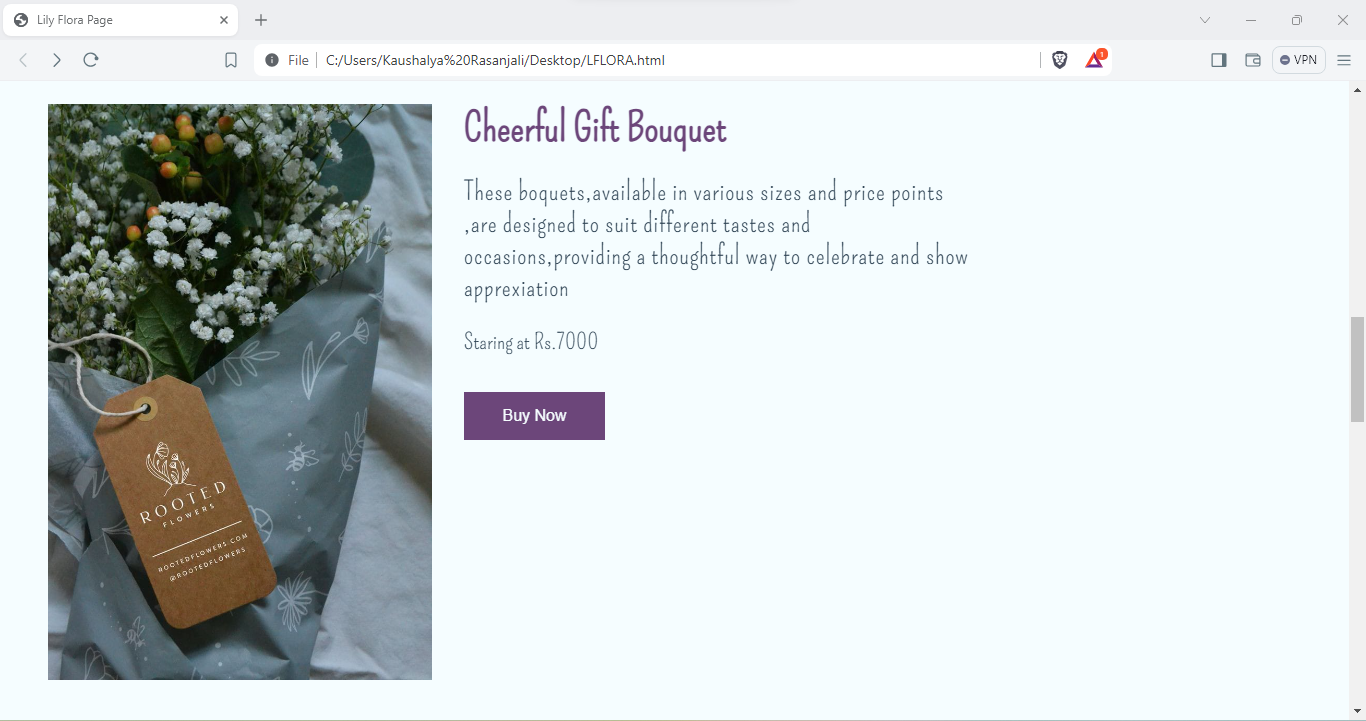 Lily Flora Page
File
C:/Users/Kaushalya%20Rasanjali/Desktop/LFLORA.html
1
VPN
Cheerful Gift Bouquet
These boquets,available in various sizes and price points
,are designed to suit different tastes and
occasions,providing a thoughtful way to celebrate and show
apprexiation
Staring at Rs.7000
Buy Now
ROOTED
FLOWERS
ROOTEDFLOWERS.COM
@ROOTEDFLOWERS